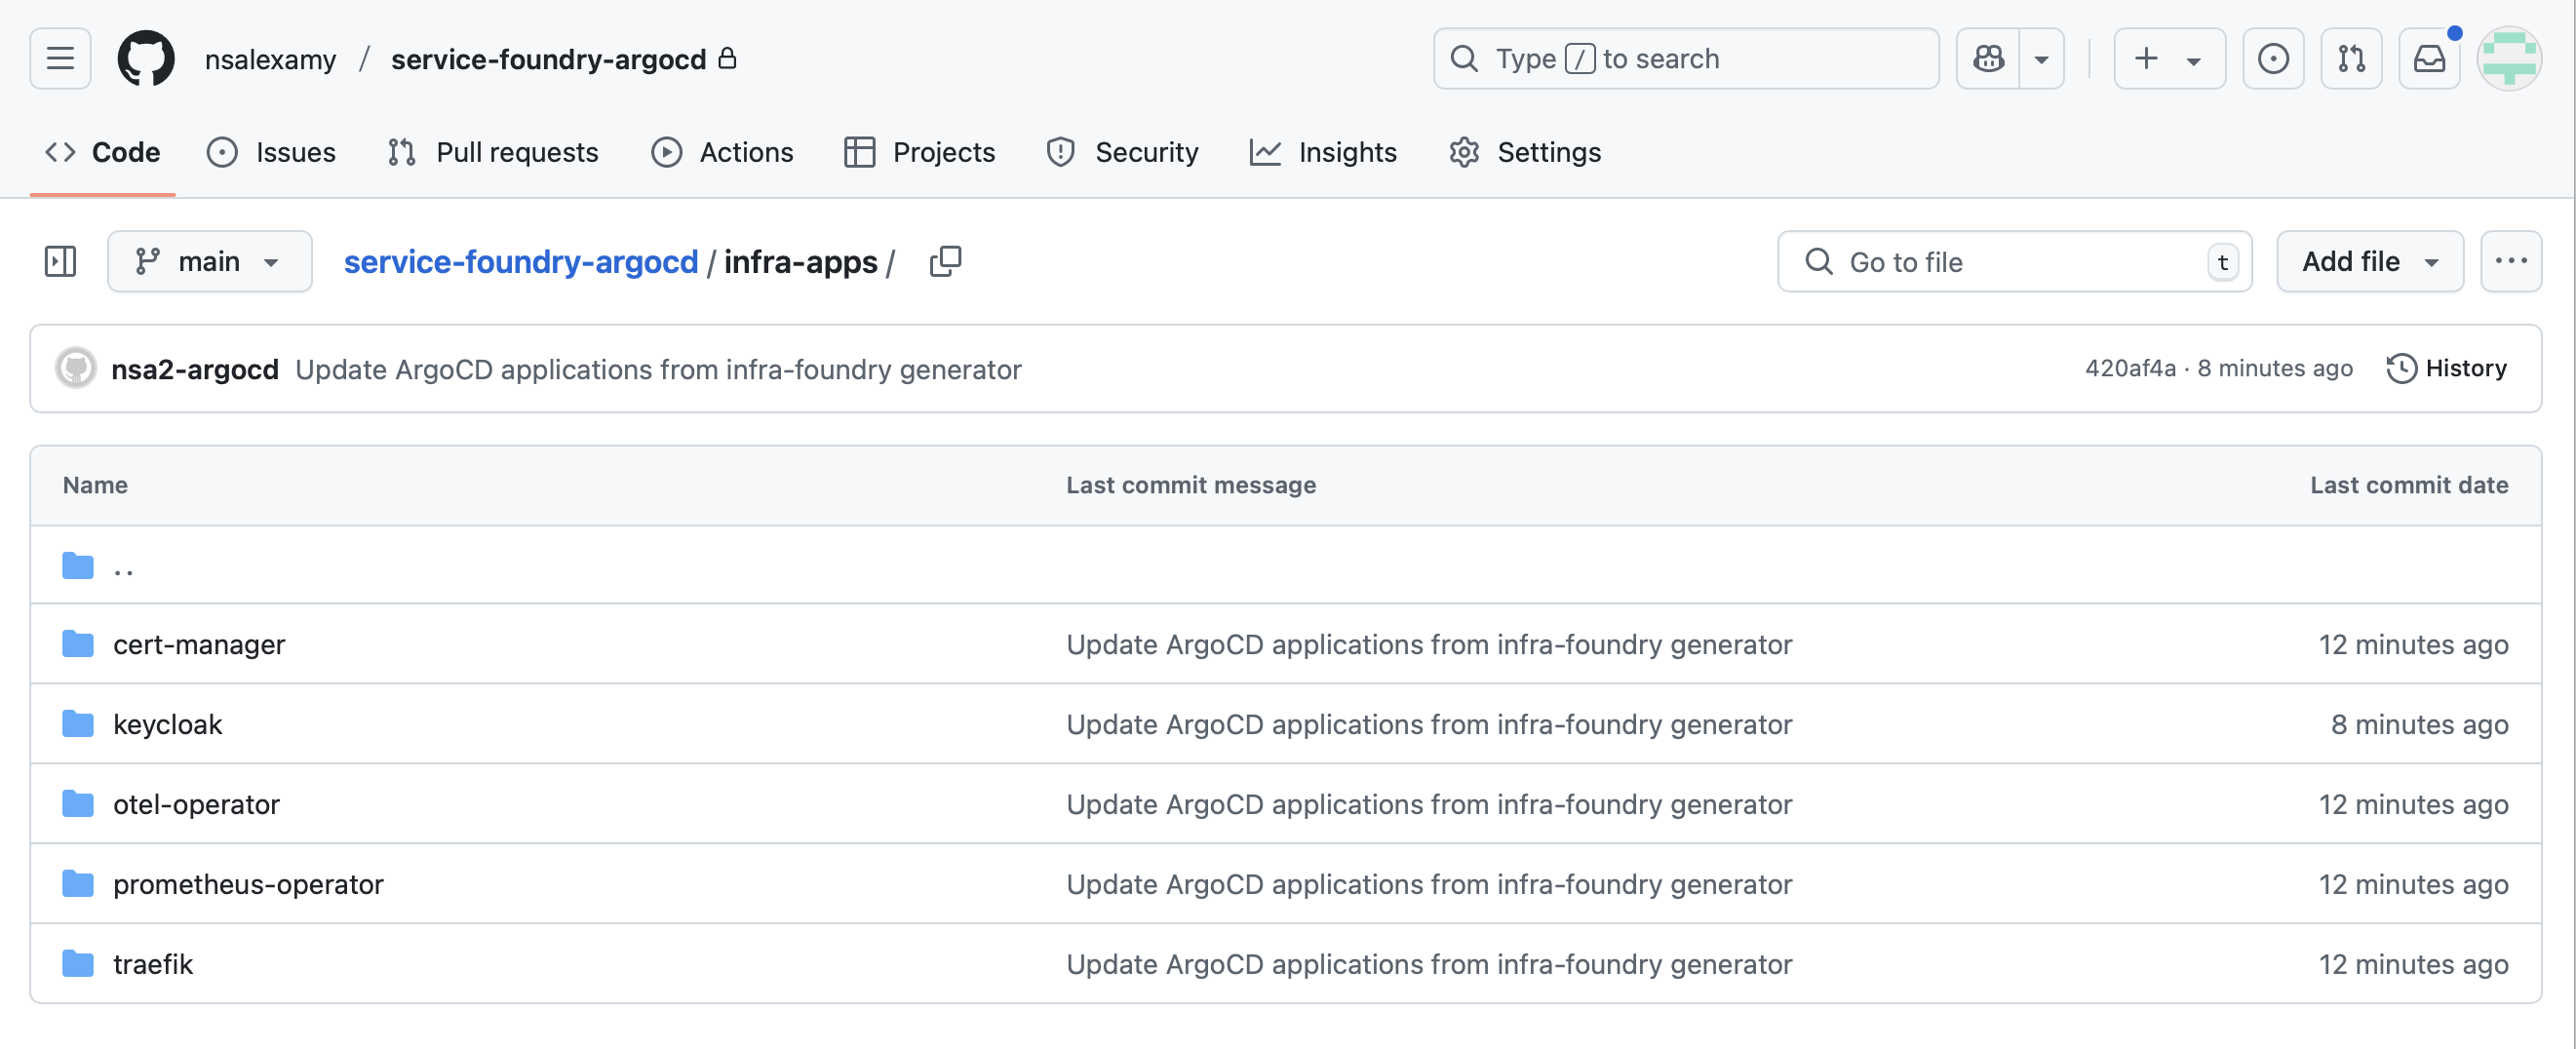 nsalexamy / service-foundry-argocd
Type / to search
Code Issues Pull requests Actions Projects Security Insights Settings
main service-foundry-argocd / infra-apps /
Go to file t Add file
nsa2-argocd Update ArgoCD applications from infra-foundry generator 420af4a · 8 minutes ago History
Name Last commit message Last commit date
..
cert-manager Update ArgoCD applications from infra-foundry generator 12 minutes ago
keycloak Update ArgoCD applications from infra-foundry generator 8 minutes ago
otel-operator Update ArgoCD applications from infra-foundry generator 12 minutes ago
prometheus-operator Update ArgoCD applications from infra-foundry generator 12 minutes ago
traefik Update ArgoCD applications from infra-foundry generator 12 minutes ago